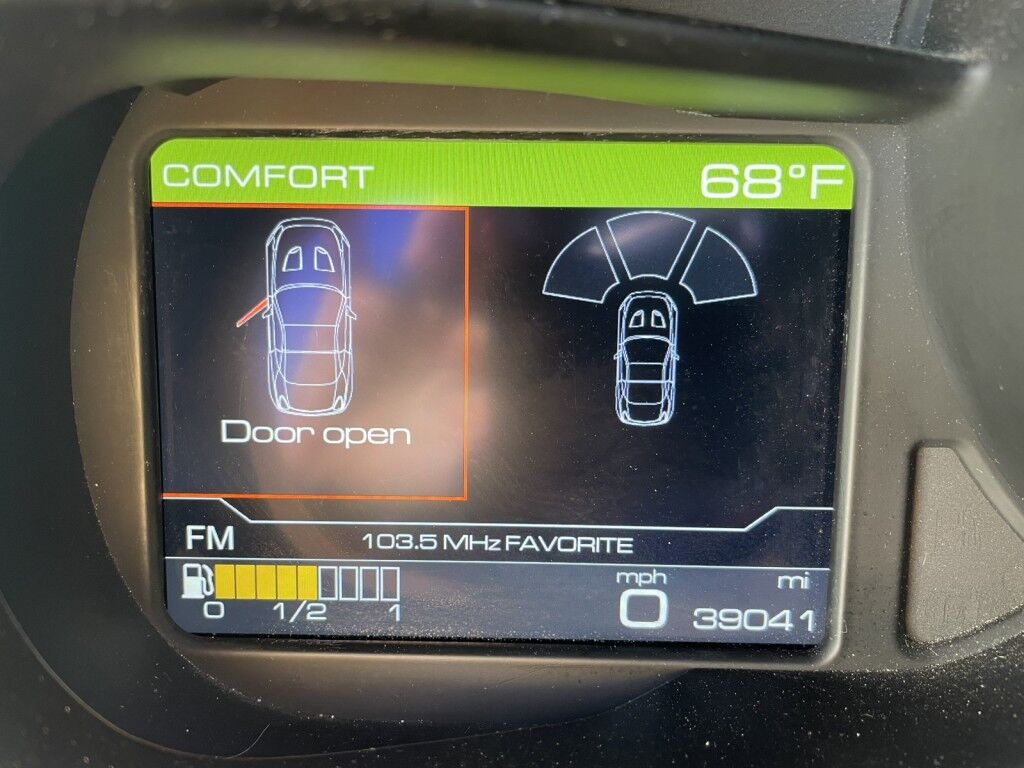 COMFORT 68°F
Door open
FM 103.5 MHz FAVORITE
0 1/2 1
mph mi
0 39041